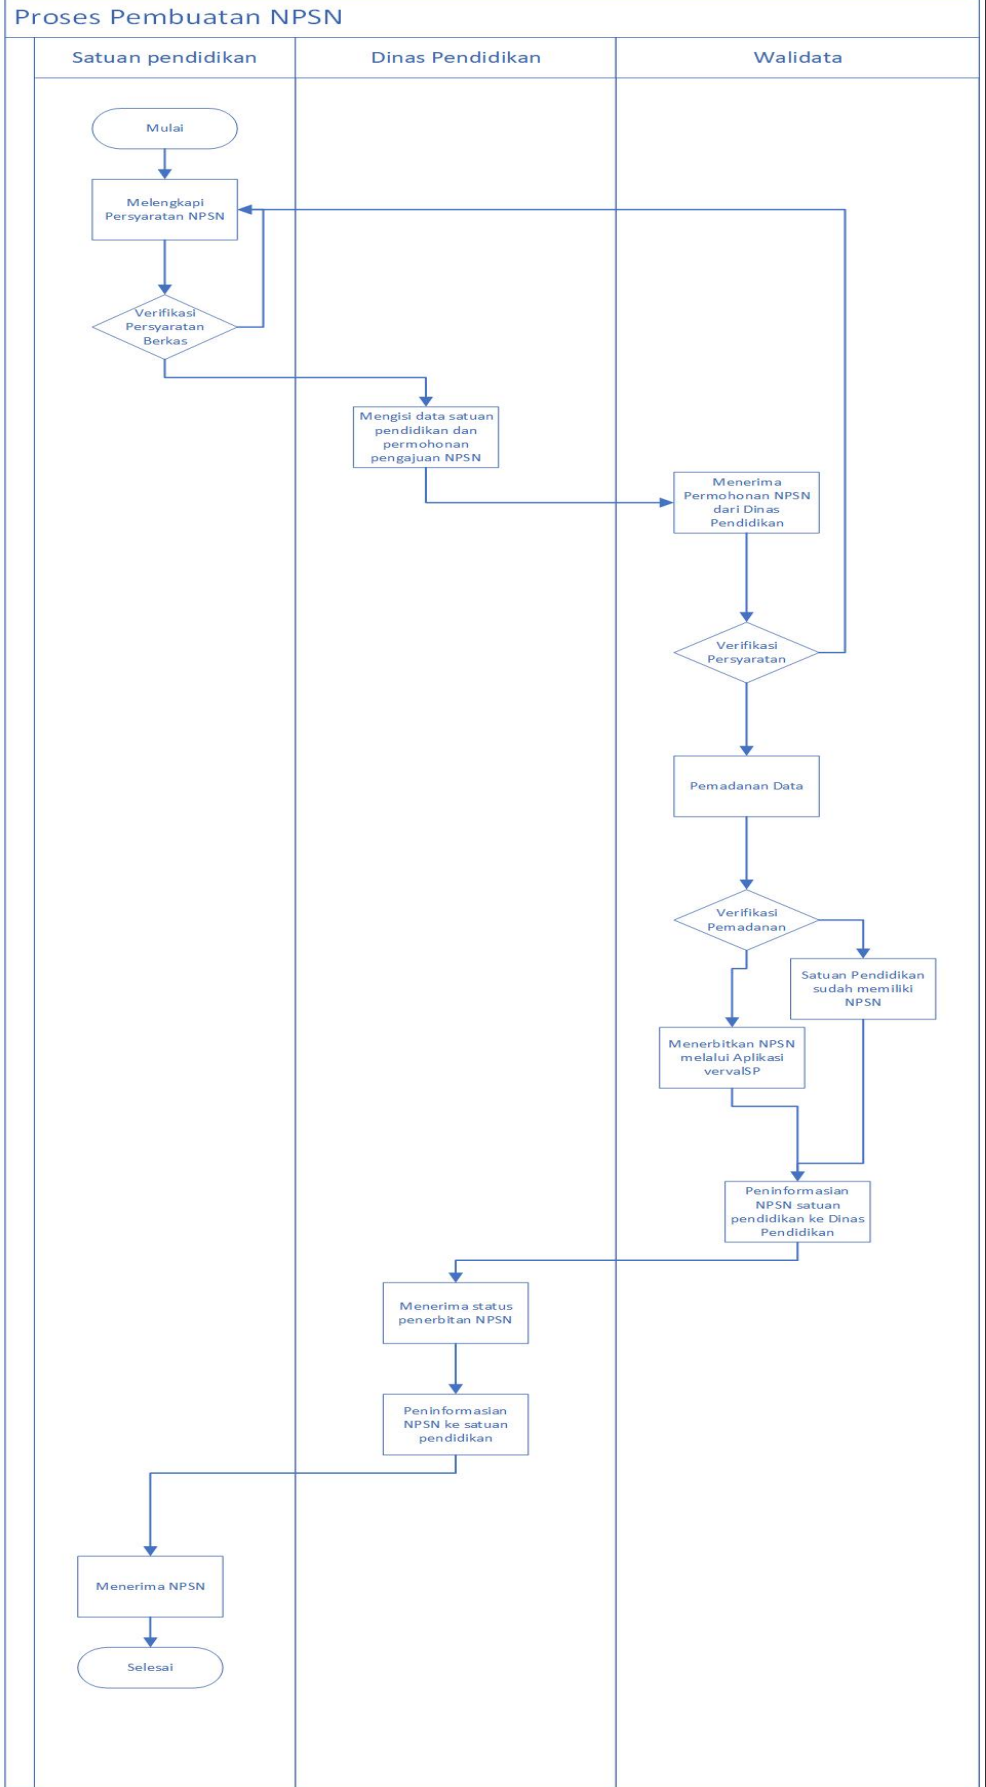 Proses Pembuatan NPSN
Satuan pendidikan
Dinas Pendidikan
Walidata
Mulai
Melengkapi
Persyaratan NPSN
Verifikasi
Persyaratan
Berkas
Mengisi data satuan
pendidikan dan
permohonan
pengajuan NPSN
Menerima
Permohonan NPSN
dari Dinas
Pendidikan
Verifikasi
Persyaratan
Pemadanan Data
Verifikasi
Pemadanan
Satuan Pendidikan
sudah memiliki
NPSN
Menerbitkan NPSN
melalui Aplikasi
vervalSP
Peninformasian
NPSN satuan
pendidikan ke Dinas
Pendidikan
Menerima status
penerbitan NPSN
Peninformasian
NPSN ke satuan
pendidikan
Menerima NPSN
Selesai